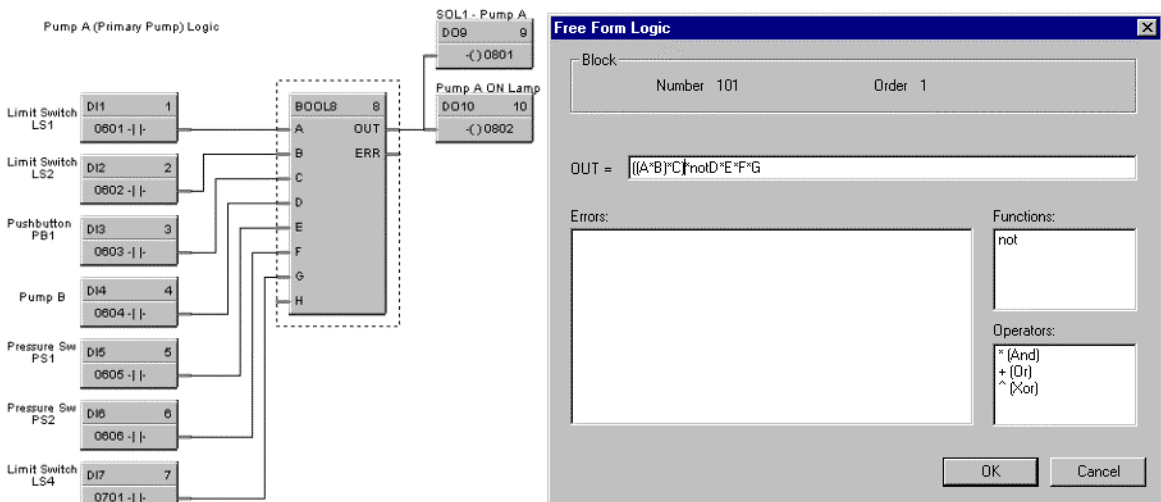 Pump A (Primary Pump) Logic
SOL1 - Pump A
DO9 9
-( ) 0801
Pump A ON Lamp
DO10 10
-( ) 0802
Limit Switch
LS1
DI1 1
0601 -| |-
Limit Switch
LS2
DI2 2
0602 -| |-
Pushbutton
PB1
DI3 3
0603 -| |-
Pump B
DI4 4
0604 -| |-
Pressure Sw
PS1
DI5 5
0605 -| |-
Pressure Sw
PS2
DI6 6
0606 -| |-
Limit Switch
LS4
DI7 7
0701 -| |-
BOOL8 8
A OUT
B ERR
C
D
E
F
G
H
Free Form Logic
Block
Number 101 Order 1
OUT = ((A*B)*C)*notD*E*F*G
Errors:
Functions:
not
Operators:
* (And)
+ (Or)
^ (Xor)
OK Cancel